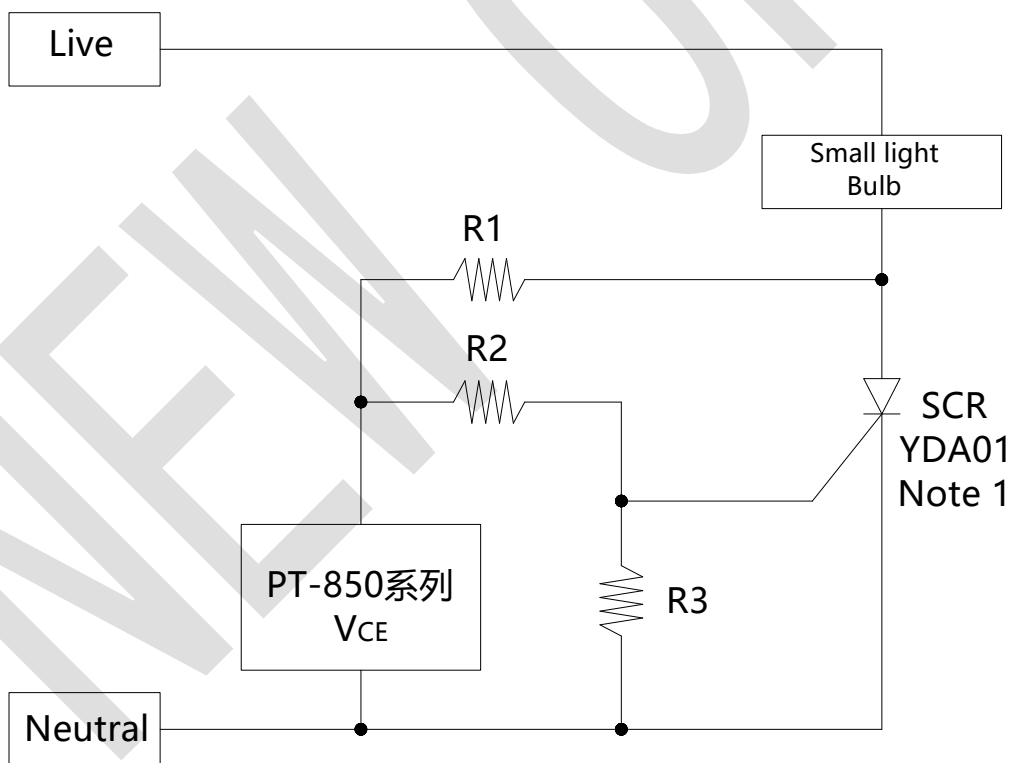 Live
Small light
Bulb
R1
R2
SCR
YDA01
Note 1
PT-850系列
VCE
R3
Neutral
NEW